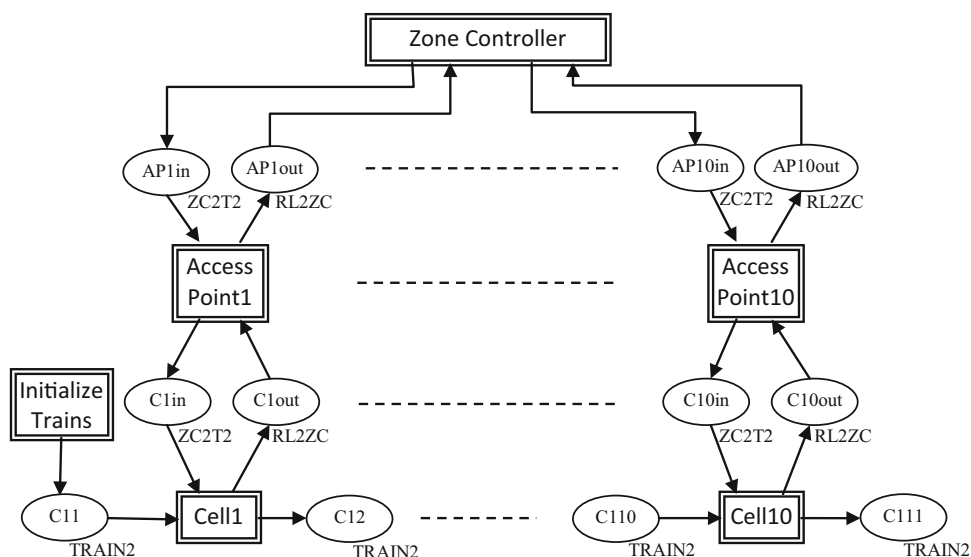 Zone Controller
AP1in
AP1out
AP10in
AP10out
ZC2T2
RL2ZC
ZC2T2
RL2ZC
Access
Point1
Access
Point10
Initialize
Trains
C1in
C1out
C10in
C10out
ZC2T2
RL2ZC
ZC2T2
RL2ZC
C11
Cell1
C12
C110
Cell10
C111
TRAIN2
TRAIN2
TRAIN2
TRAIN2